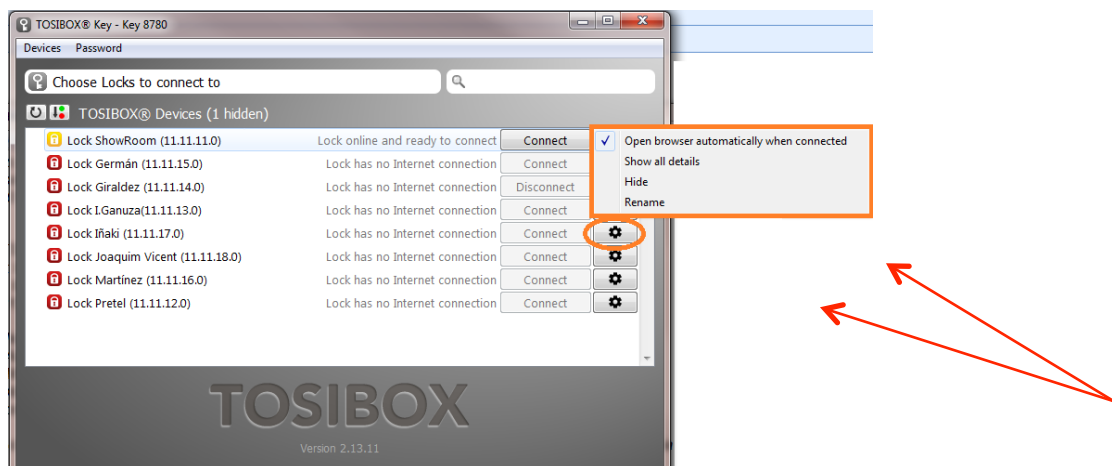 TOSIBOX® Key - Key 8780
Devices Password
Choose Locks to connect to
TOSIBOX® Devices (1 hidden)
Lock ShowRoom (11.11.11.0) Lock online and ready to connect Connect
Open browser automatically when connected
Lock Germán (11.11.15.0) Lock has no Internet connection Connect
Show all details
Lock Giraldez (11.11.14.0) Lock has no Internet connection Disconnect
Hide
Lock I.Ganuza(11.11.13.0) Lock has no Internet connection Connect
Rename
Lock Iñaki (11.11.17.0) Lock has no Internet connection Connect
Lock Joaquim Vicent (11.11.18.0) Lock has no Internet connection Connect
Lock Martínez (11.11.16.0) Lock has no Internet connection Connect
Lock Pretel (11.11.12.0) Lock has no Internet connection Connect
TOSIBOX
Version 2.13.11